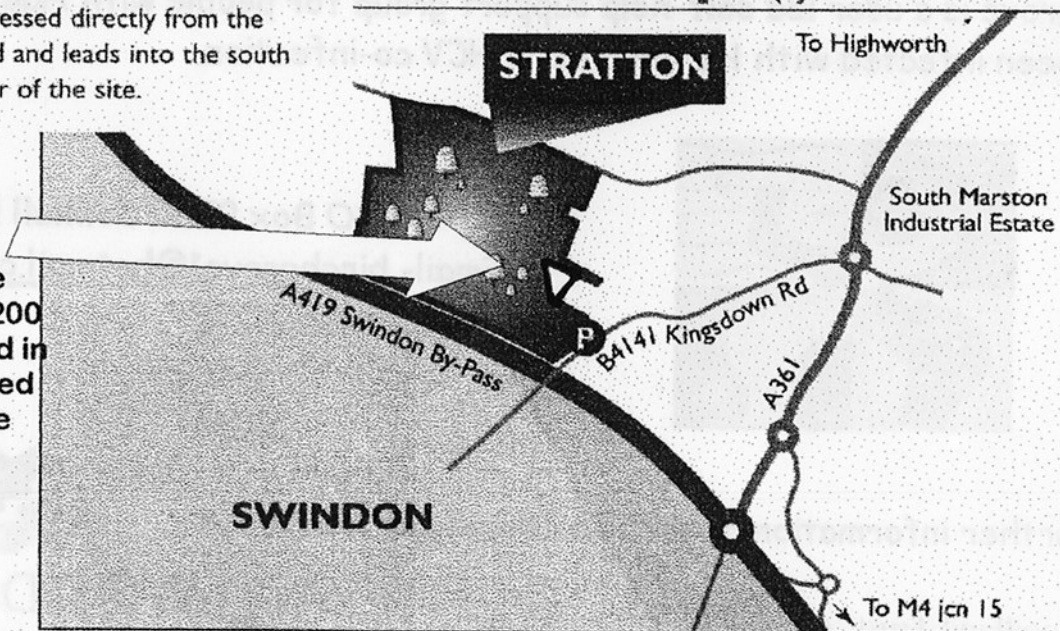 essed directly from the
d and leads into the south
r of the site.
STRATTON
To Highworth
South Marston
Industrial Estate
e
200
d in
ed
e
A419 Swindon By-Pass
P
B4141 Kingsdown Rd
A361
SWINDON
To M4 jcn 15